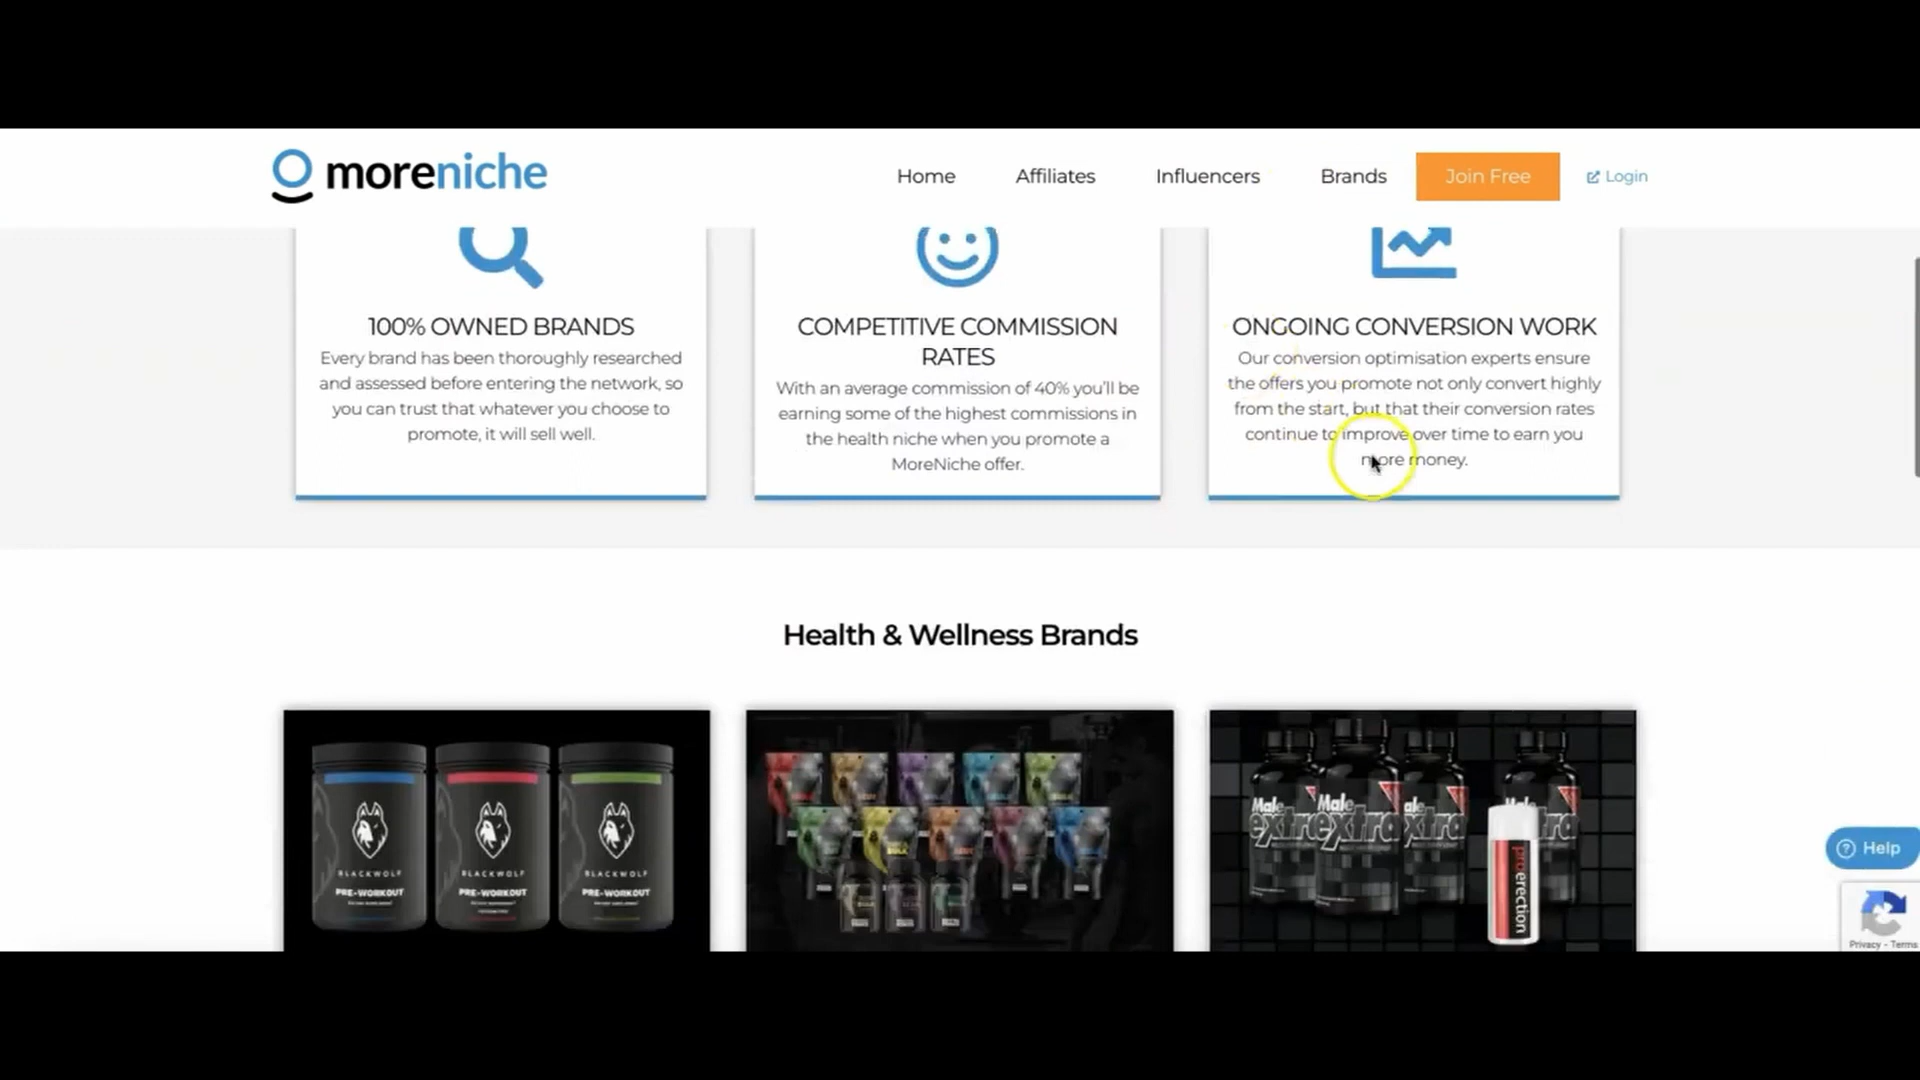 moreniche
Home
Affiliates
Influencers
Brands
Join Free
Login
100% OWNED BRANDS
Every brand has been thoroughly researched
and assessed before entering the network, so
you can trust that whatever you choose to
promote, it will sell well.
COMPETITIVE COMMISSION
RATES
With an average commission of 40% you'll be
earning some of the highest commissions in
the health niche when you promote a
MoreNiche offer.
ONGOING CONVERSION WORK
Our conversion optimisation experts ensure
the offers you promote not only convert highly
from the start, but that their conversion rates
continue to improve over time to earn you
more money.
Health & Wellness Brands
BLACKWOLF
PRE-WORKOUT
BLACKWOLF
PRE-WORKOUT
BLACKWOLF
PRE-WORKOUT
Male
extra
Male
extra
proerection
Help
Privacy - Terms